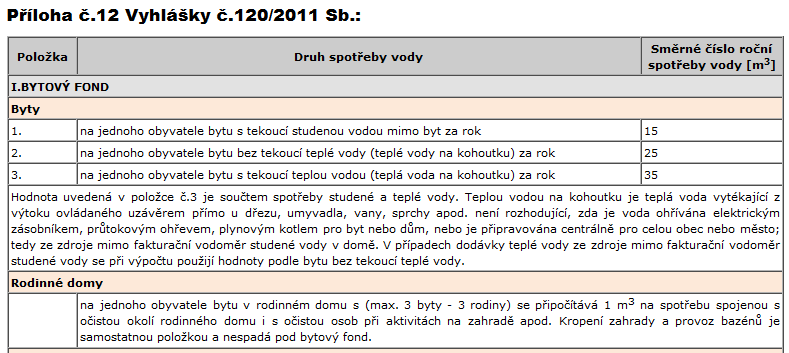 Příloha č.12 Vyhlášky č.120/2011 Sb.:
Položka Druh spotřeby vody Směrné číslo roční
spotřeby vody [m3]
I.BYTOVÝ FOND
Byty
1. na jednoho obyvatele bytu s tekoucí studenou vodou mimo byt za rok 15
2. na jednoho obyvatele bytu bez tekoucí teplé vody (teplé vody na kohoutku) za rok 25
3. na jednoho obyvatele bytu s tekoucí teplou vodou (teplá voda na kohoutku) za rok 35
Hodnota uvedená v položce č.3 je součtem spotřeby studené a teplé vody. Teplou vodou na kohoutku je teplá voda vytékající z
výtoku ovládaného uzávěrem přímo u dřezu, umyvadla, vany, sprchy apod. není rozhodující, zda je voda ohřívána elektrickým
zásobníkem, průtokovým ohřevem, plynovým kotlem pro byt nebo dům, nebo je připravována centrálně pro celou obec nebo město;
tedy ze zdroje mimo fakturační vodoměr studené vody v domě. V případech dodávky teplé vody ze zdroje mimo fakturační vodoměr
studené vody se při výpočtu použijí hodnoty podle bytu bez tekoucí teplé vody.
Rodinné domy
na jednoho obyvatele bytu v rodinném domu s (max. 3 byty - 3 rodiny) se připočítává 1 m3 na spotřebu spojenou s
očistou okolí rodinného domu i s očistou osob při aktivitách na zahradě apod. Kropení zahrady a provoz bazénů je
samostatnou položkou a nespadá pod bytový fond.